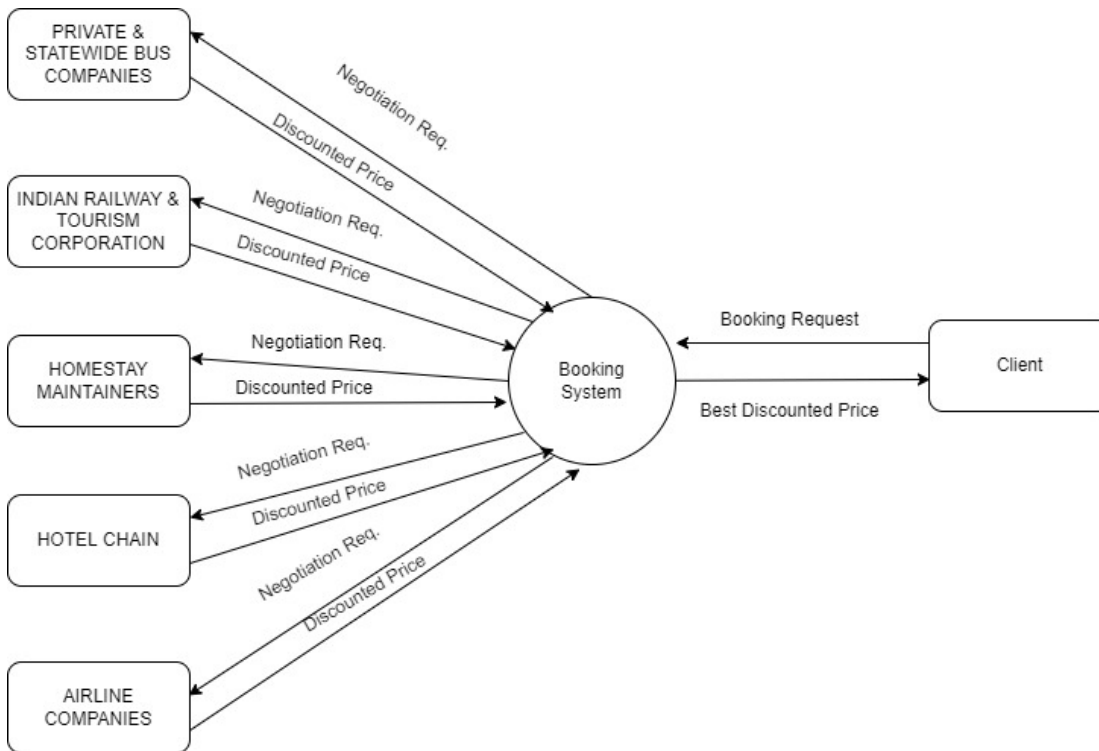 PRIVATE &
STATEWIDE BUS
COMPANIES
Negotiation Req.
Discounted Price
INDIAN RAILWAY &
TOURISM
CORPORATION
Negotiation Req.
Discounted Price
HOMESTAY
MAINTAINERS
Negotiation Req.
Discounted Price
HOTEL CHAIN
Negotiation Req.
Discounted Price
AIRLINE
COMPANIES
Negotiation Req.
Discounted Price
Booking
System
Booking Request
Best Discounted Price
Client